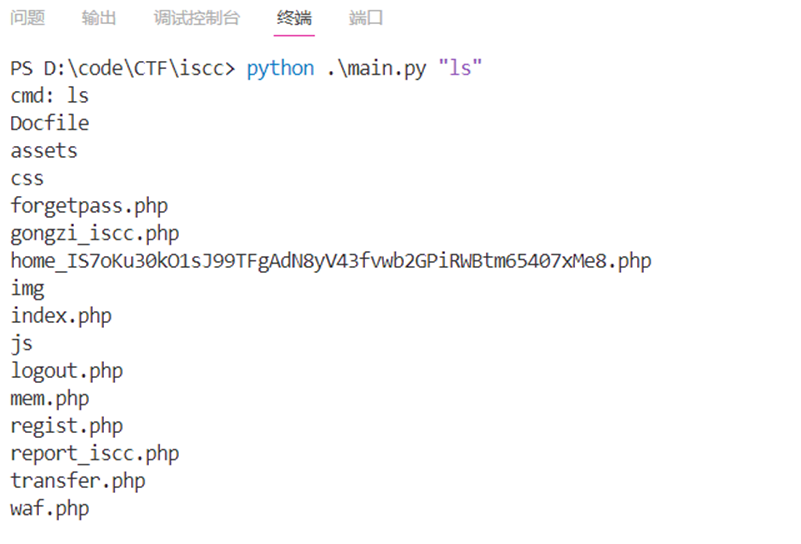 问题 输出 调试控制台 终端 端口
PS D:\code\CTF\iscc> python .\main.py "ls"
cmd: ls
Docfile
assets
css
forgetpass.php
gongzi_iscc.php
home_IS7oKu30kO1sJ99TFgAdN8yV43fvwb2GPiRWBtm65407xMe8.php
img
index.php
js
logout.php
mem.php
regist.php
report_iscc.php
transfer.php
waf.php